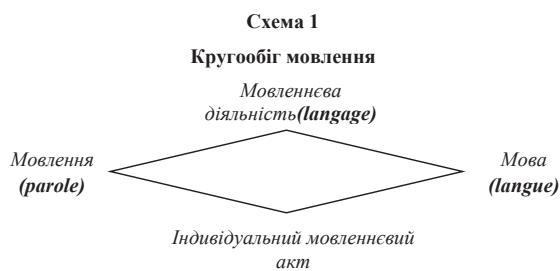 Схема 1
Кругообіг мовлення
Мовленнєва
діяльність(langage)
Мовлення
(parole)
Мова
(langue)
Індивідуальний мовленнєвий
акт